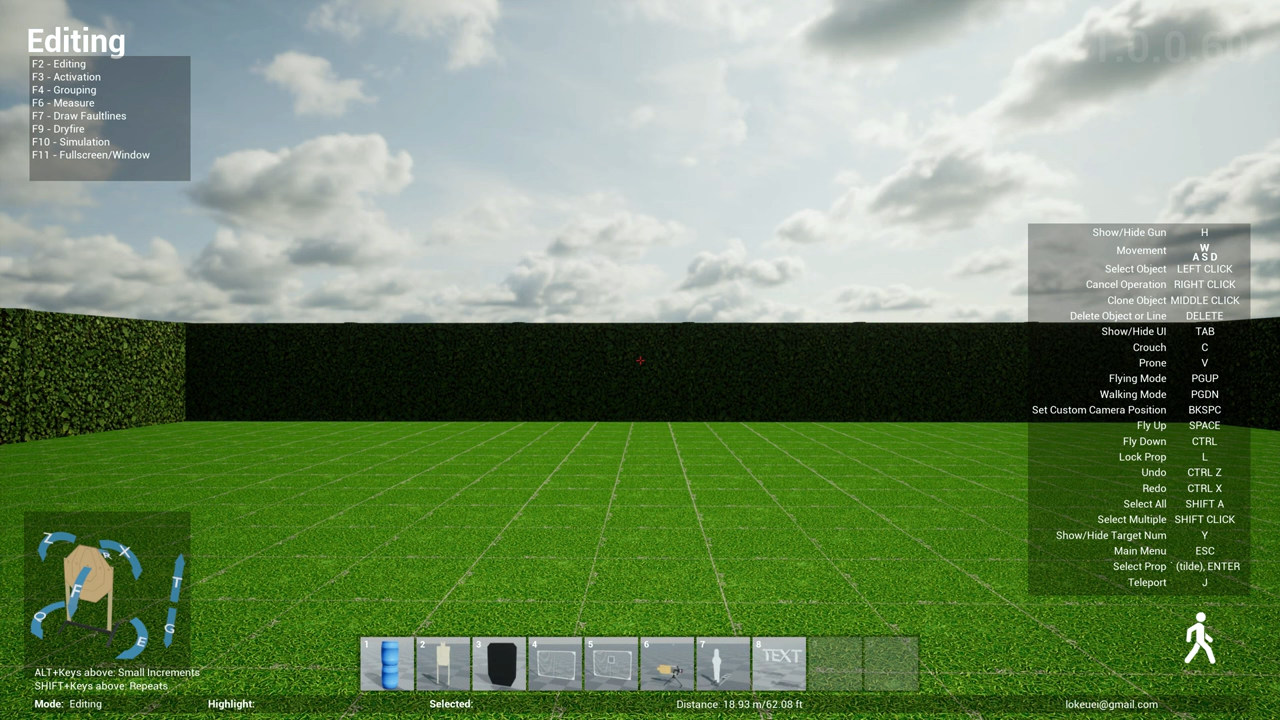 Editing
F2 - Editing
F3 - Activation
F4 - Grouping
F6 - Measure
F7 - Draw Faultlines
F9 - Dryfire
F10 - Simulation
F11 - Fullscreen/Window
1.0.0.60
Show/Hide Gun H
Movement W
A S D
Select Object LEFT CLICK
Cancel Operation RIGHT CLICK
Clone Object MIDDLE CLICK
Delete Object or Line DELETE
Show/Hide UI TAB
Crouch C
Prone V
Flying Mode PGUP
Walking Mode PGDN
Set Custom Camera Position BKSPC
Fly Up SPACE
Fly Down CTRL
Lock Prop L
Undo CTRL Z
Redo CTRL X
Select All SHIFT A
Select Multiple SHIFT CLICK
Show/Hide Target Num Y
Main Menu ESC
Select Prop ` (tilde), ENTER
Teleport J
Z R X
F T
Q E G
ALT+Keys above: Small Increments
SHIFT+Keys above: Repeats
1 2 3 4 5 6 7 8
TEXT
Mode: Editing Highlight: Selected: Distance: 18.93 m/62.08 ft lokeuei@gmail.com